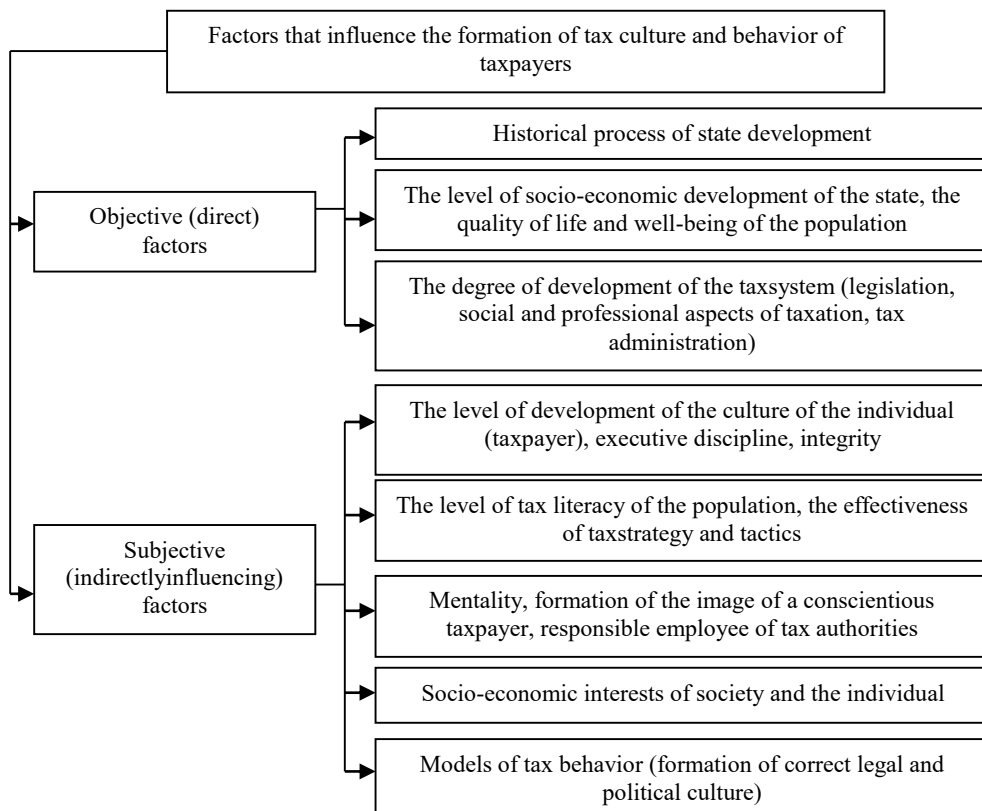 Factors that influence the formation of tax culture and behavior of
taxpayers
Objective (direct)
factors
Historical process of state development
The level of socio-economic development of the state, the
quality of life and well-being of the population
The degree of development of the taxsystem (legislation,
social and professional aspects of taxation, tax
administration)
Subjective
(indirectlyinfluencing)
factors
The level of development of the culture of the individual
(taxpayer), executive discipline, integrity
The level of tax literacy of the population, the effectiveness
of taxstrategy and tactics
Mentality, formation of the image of a conscientious
taxpayer, responsible employee of tax authorities
Socio-economic interests of society and the individual
Models of tax behavior (formation of correct legal and
political culture)